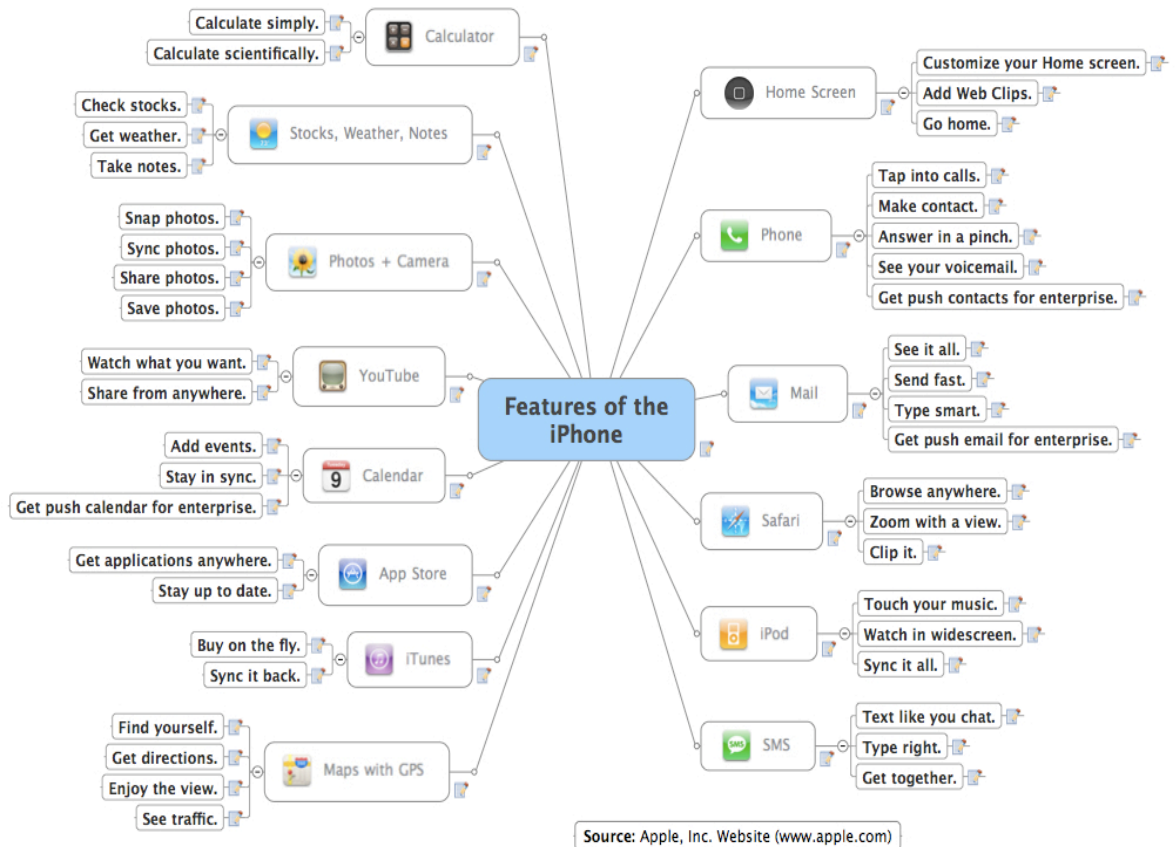 Features of the
iPhone
Calculator
Calculate simply.
Calculate scientifically.
Stocks, Weather, Notes
Check stocks.
Get weather.
Take notes.
Photos + Camera
Snap photos.
Sync photos.
Share photos.
Save photos.
YouTube
Watch what you want.
Share from anywhere.
Calendar
9
Add events.
Stay in sync.
Get push calendar for enterprise.
App Store
Get applications anywhere.
Stay up to date.
iTunes
Buy on the fly.
Sync it back.
Maps with GPS
Find yourself.
Get directions.
Enjoy the view.
See traffic.
Home Screen
Customize your Home screen.
Add Web Clips.
Go home.
Phone
Tap into calls.
Make contact.
Answer in a pinch.
See your voicemail.
Get push contacts for enterprise.
Mail
See it all.
Send fast.
Type smart.
Get push email for enterprise.
Safari
Browse anywhere.
Zoom with a view.
Clip it.
iPod
Touch your music.
Watch in widescreen.
Sync it all.
SMS
SMS
Text like you chat.
Type right.
Get together.
Source: Apple, Inc. Website (www.apple.com)